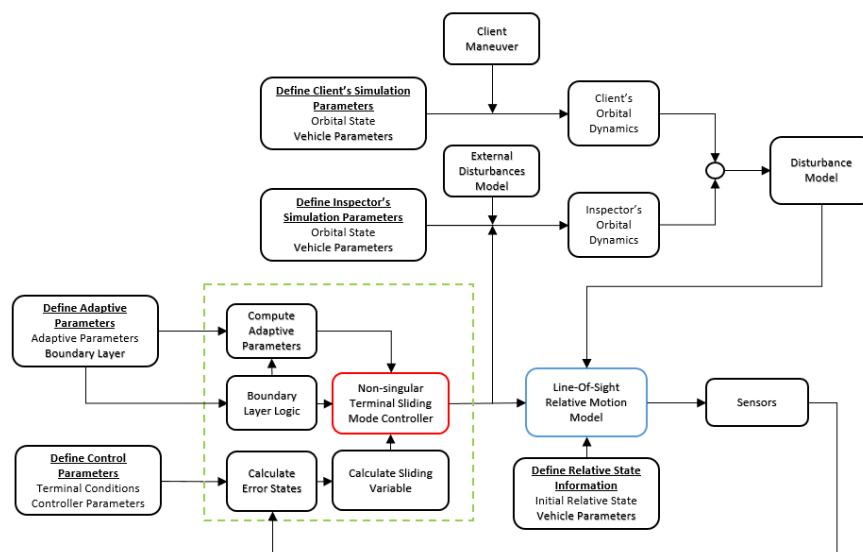 Client
Maneuver
Define Client's Simulation
Parameters
Orbital State
Vehicle Parameters
Client's
Orbital
Dynamics
External
Disturbances
Model
Disturbance
Model
Define Inspector's
Simulation Parameters
Orbital State
Vehicle Parameters
Inspector's
Orbital
Dynamics
Define Adaptive
Parameters
Adaptive Parameters
Boundary Layer
Compute
Adaptive
Parameters
Boundary
Layer Logic
Non-singular
Terminal Sliding
Mode Controller
Line-Of-Sight
Relative Motion
Model
Sensors
Define Control
Parameters
Terminal Conditions
Controller Parameters
Calculate
Error States
Calculate Sliding
Variable
Define Relative State
Information
Initial Relative State
Vehicle Parameters